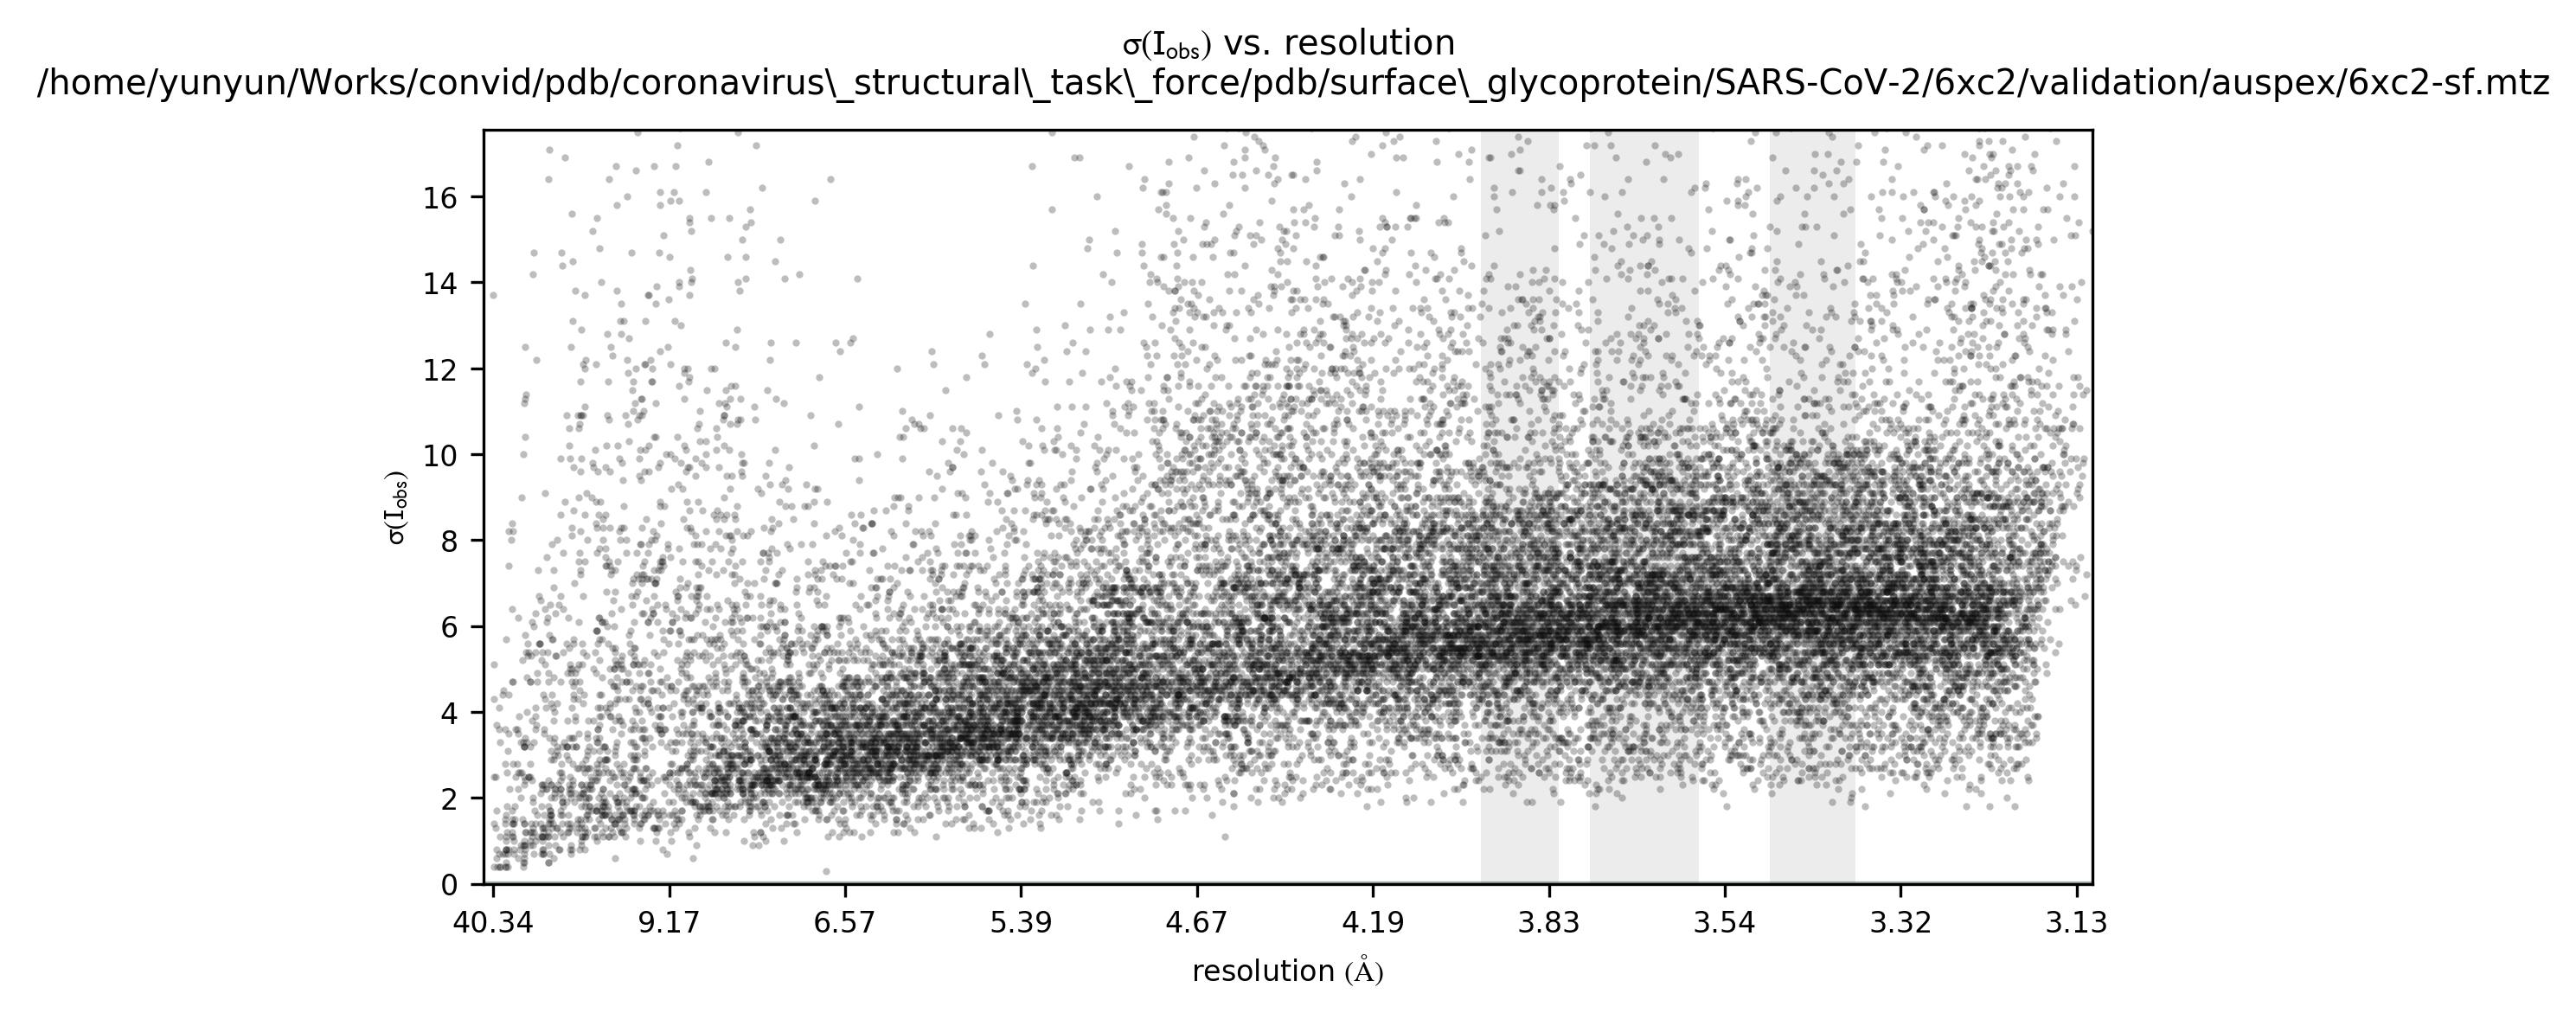 σ(Iobs) vs. resolution
/home/yunyun/Works/convid/pdb/coronavirus\_structural\_task\_force/pdb/surface\_glycoprotein/SARS-CoV-2/6xc2/validation/auspex/6xc2-sf.mtz
16
14
12
10
8
6
4
2
0
σ(Iobs)
40.34 9.17 6.57 5.39 4.67 4.19 3.83 3.54 3.32 3.13
resolution (Å)